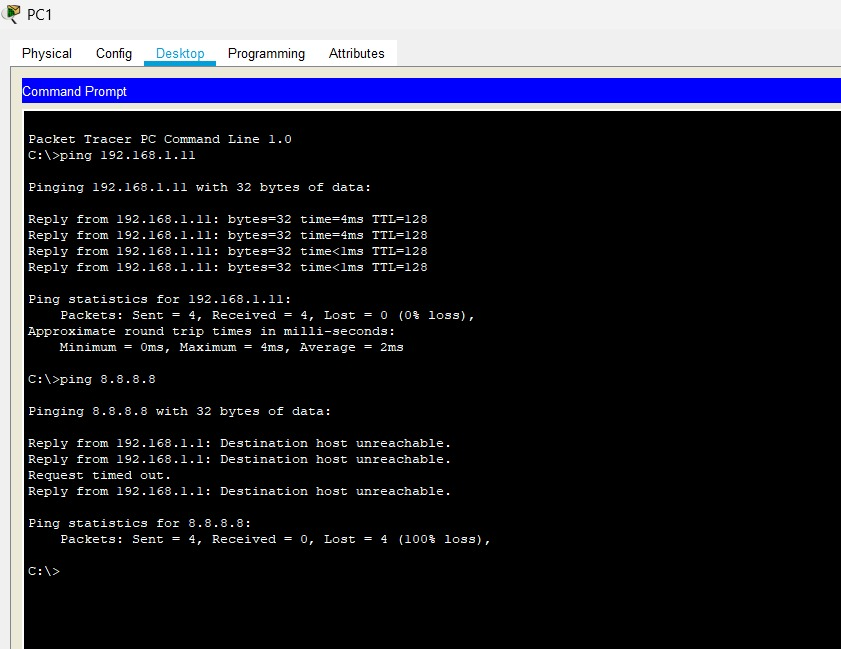 PC1
Physical Config Desktop Programming Attributes
Command Prompt
Packet Tracer PC Command Line 1.0
C:\>ping 192.168.1.11
Pinging 192.168.1.11 with 32 bytes of data:
Reply from 192.168.1.11: bytes=32 time=4ms TTL=128
Reply from 192.168.1.11: bytes=32 time=4ms TTL=128
Reply from 192.168.1.11: bytes=32 time<1ms TTL=128
Reply from 192.168.1.11: bytes=32 time<1ms TTL=128
Ping statistics for 192.168.1.11:
Packets: Sent = 4, Received = 4, Lost = 0 (0% loss),
Approximate round trip times in milli-seconds:
Minimum = 0ms, Maximum = 4ms, Average = 2ms
C:\>ping 8.8.8.8
Pinging 8.8.8.8 with 32 bytes of data:
Reply from 192.168.1.1: Destination host unreachable.
Reply from 192.168.1.1: Destination host unreachable.
Request timed out.
Reply from 192.168.1.1: Destination host unreachable.
Ping statistics for 8.8.8.8:
Packets: Sent = 4, Received = 0, Lost = 4 (100% loss),
C:\>